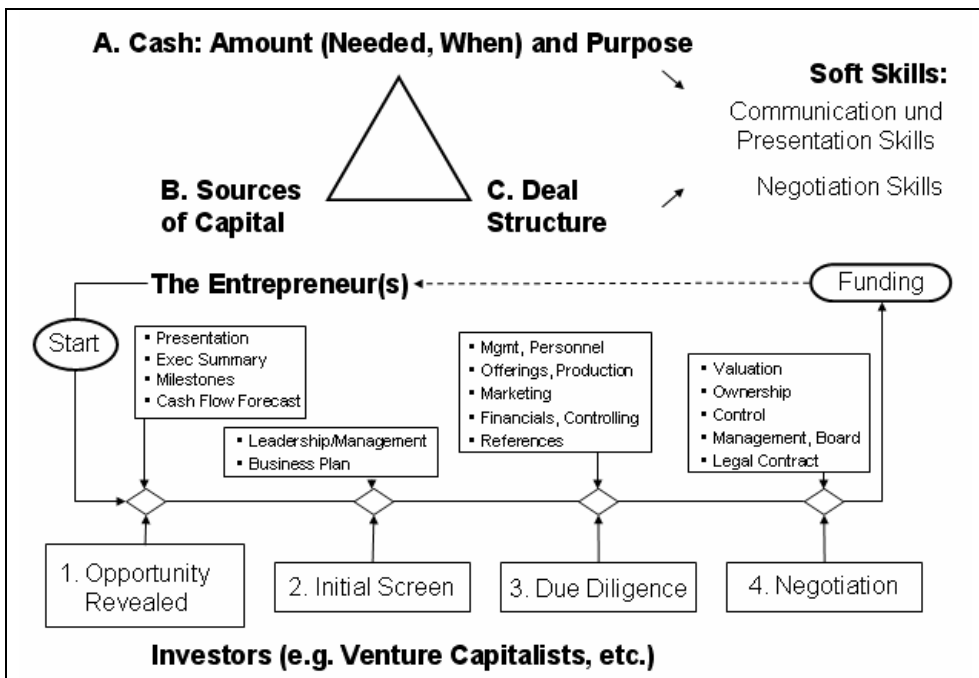 A. Cash: Amount (Needed, When) and Purpose
Soft Skills:
Communication und
Presentation Skills
Negotiation Skills
B. Sources
of Capital
C. Deal
Structure
The Entrepreneur(s)
Funding
Start
▪ Presentation
▪ Exec Summary
▪ Milestones
▪ Cash Flow Forecast
▪ Leadership/Management
▪ Business Plan
▪ Mgmt, Personnel
▪ Offerings, Production
▪ Marketing
▪ Financials, Controlling
▪ References
▪ Valuation
▪ Ownership
▪ Control
▪ Management, Board
▪ Legal Contract
1. Opportunity
Revealed
2. Initial Screen
3. Due Diligence
4. Negotiation
Investors (e.g. Venture Capitalists, etc.)